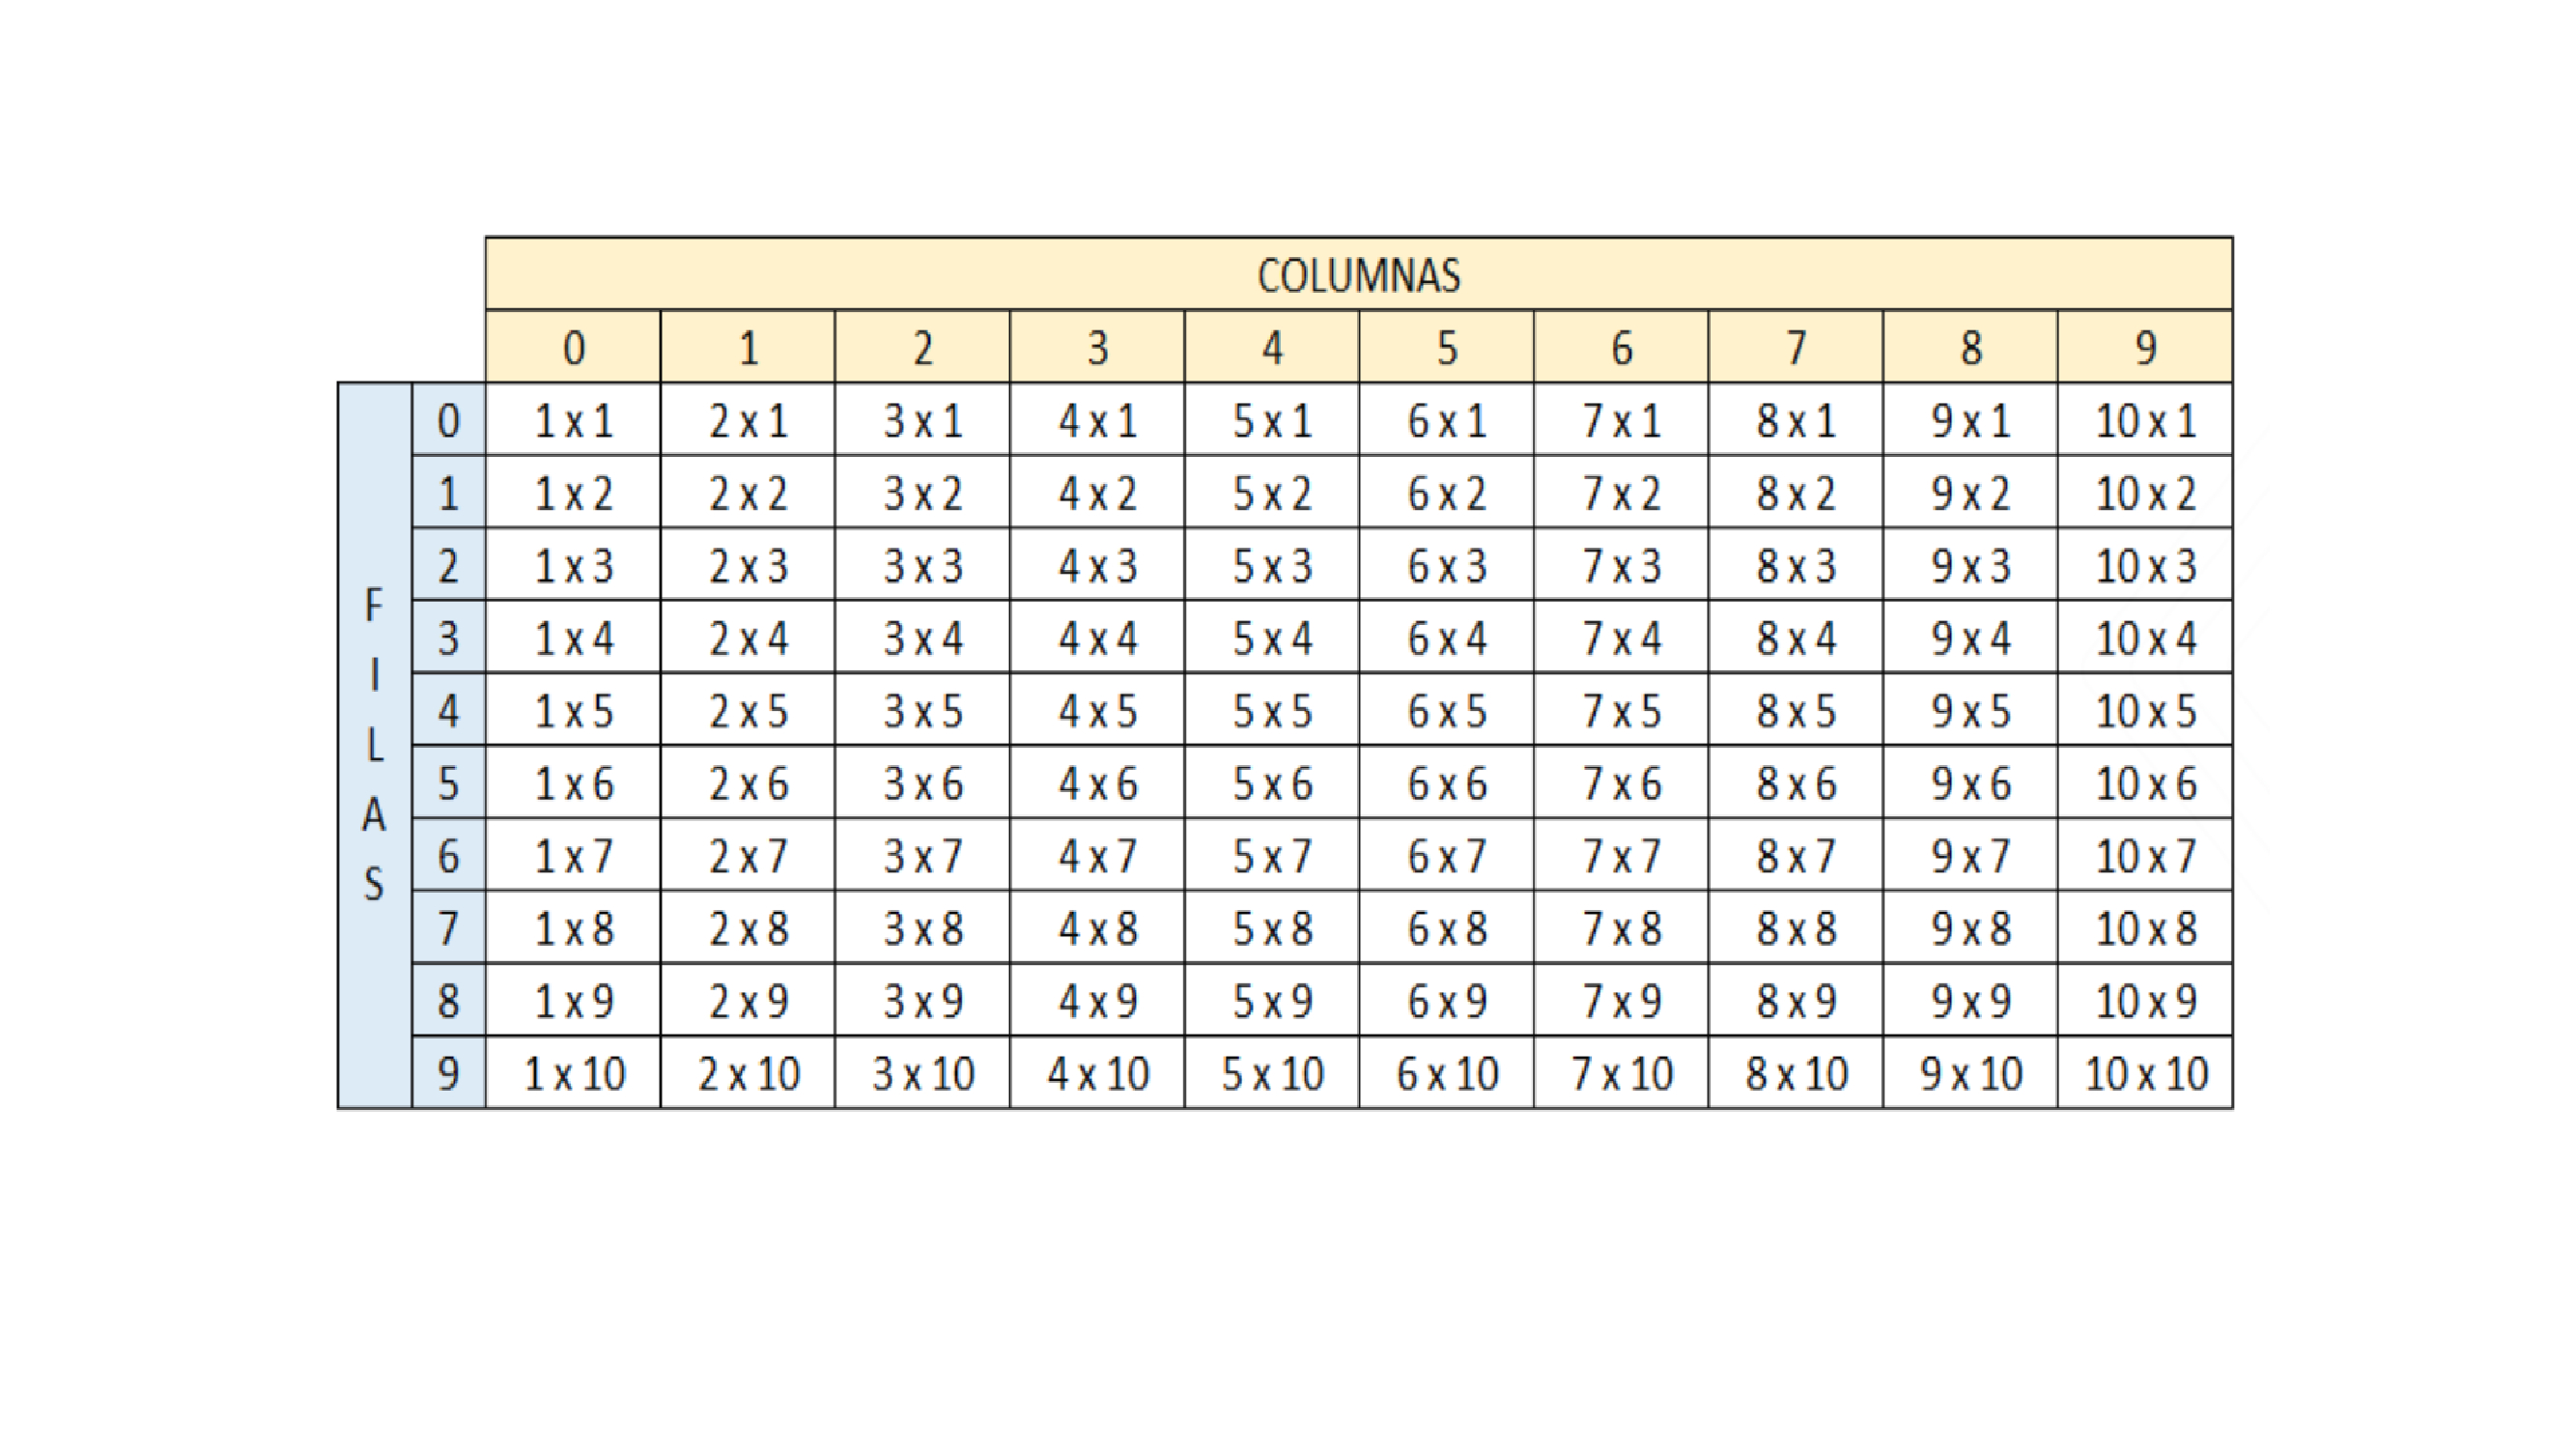 COLUMNAS
0 1 2 3 4 5 6 7 8 9
FILAS
0 1 x 1 2 x 1 3 x 1 4 x 1 5 x 1 6 x 1 7 x 1 8 x 1 9 x 1 10 x 1
1 1 x 2 2 x 2 3 x 2 4 x 2 5 x 2 6 x 2 7 x 2 8 x 2 9 x 2 10 x 2
2 1 x 3 2 x 3 3 x 3 4 x 3 5 x 3 6 x 3 7 x 3 8 x 3 9 x 3 10 x 3
3 1 x 4 2 x 4 3 x 4 4 x 4 5 x 4 6 x 4 7 x 4 8 x 4 9 x 4 10 x 4
4 1 x 5 2 x 5 3 x 5 4 x 5 5 x 5 6 x 5 7 x 5 8 x 5 9 x 5 10 x 5
5 1 x 6 2 x 6 3 x 6 4 x 6 5 x 6 6 x 6 7 x 6 8 x 6 9 x 6 10 x 6
6 1 x 7 2 x 7 3 x 7 4 x 7 5 x 7 6 x 7 7 x 7 8 x 7 9 x 7 10 x 7
7 1 x 8 2 x 8 3 x 8 4 x 8 5 x 8 6 x 8 7 x 8 8 x 8 9 x 8 10 x 8
8 1 x 9 2 x 9 3 x 9 4 x 9 5 x 9 6 x 9 7 x 9 8 x 9 9 x 9 10 x 9
9 1 x 10 2 x 10 3 x 10 4 x 10 5 x 10 6 x 10 7 x 10 8 x 10 9 x 10 10 x 10